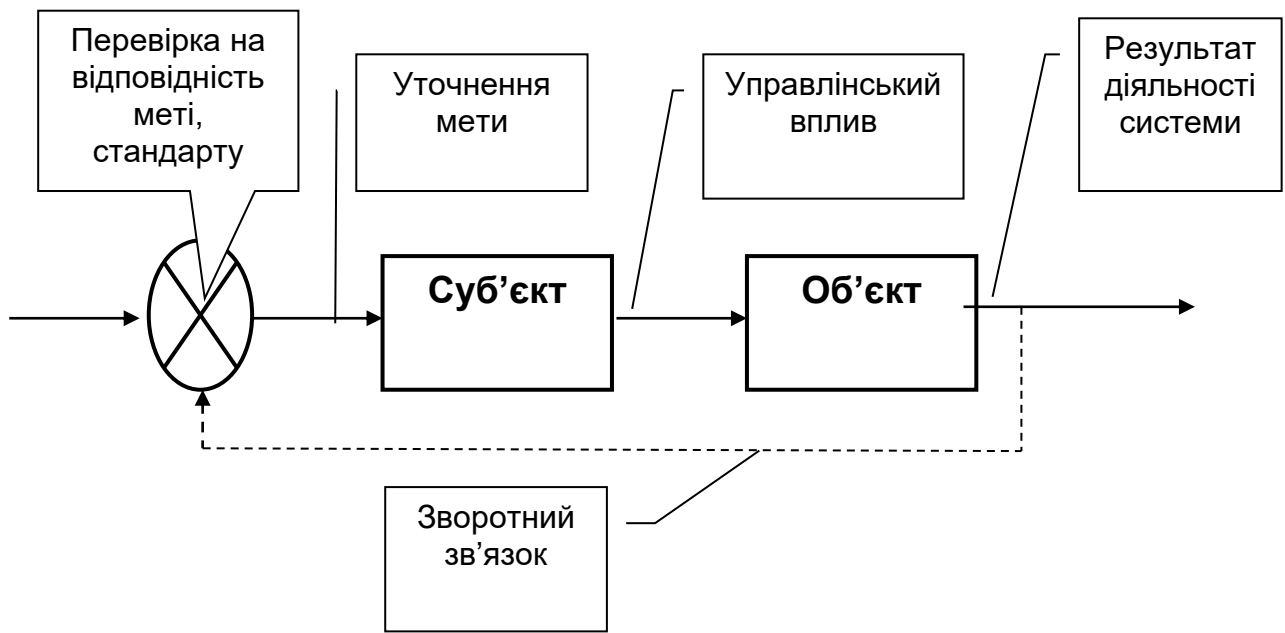 Перевірка на
відповідність
меті,
стандарту
Уточнення
мети
Управлінський
вплив
Результат
діяльності
системи
Суб’єкт
Об’єкт
Зворотний
зв’язок